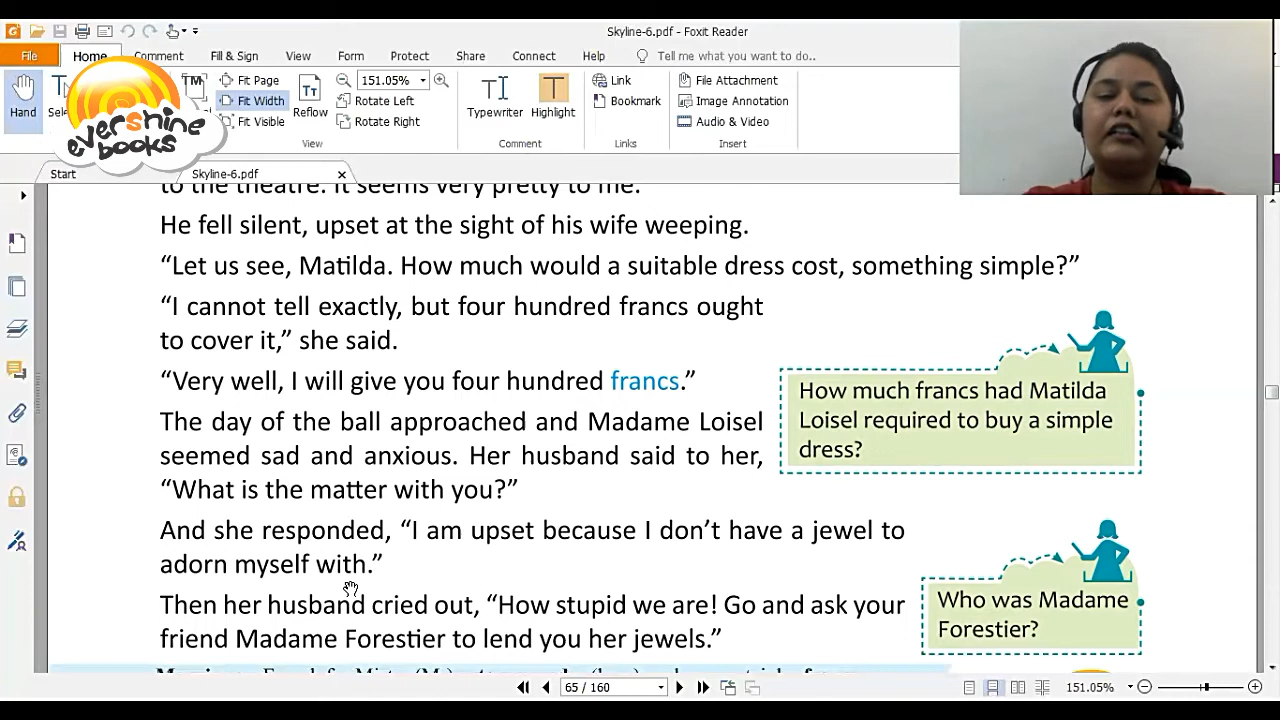 Skyline-6.pdf - Foxit Reader
File Home Comment Fill & Sign View Form Protect Share Connect Help Tell me what you want to do..
Hand
Fit Page
Fit Width
Fit Visible
Reflow
151.05%
Rotate Left
Rotate Right
View
Typewriter
Highlight
Comment
Link
Bookmark
Links
File Attachment
Image Annotation
Audio & Video
Insert
evershine
books
Start
Skyline-6.pdf
to the theatre. It seems very pretty to me.
He fell silent, upset at the sight of his wife weeping.
“Let us see, Matilda. How much would a suitable dress cost, something simple?”
“I cannot tell exactly, but four hundred francs ought
to cover it,” she said.
“Very well, I will give you four hundred francs.”
The day of the ball approached and Madame Loisel
seemed sad and anxious. Her husband said to her,
“What is the matter with you?”
How much francs had Matilda
Loisel required to buy a simple
dress?
And she responded, “I am upset because I don’t have a jewel to
adorn myself with.”
Then her husband cried out, “How stupid we are! Go and ask your
friend Madame Forestier to lend you her jewels.”
Who was Madame
Forestier?
65 / 160
151.05%